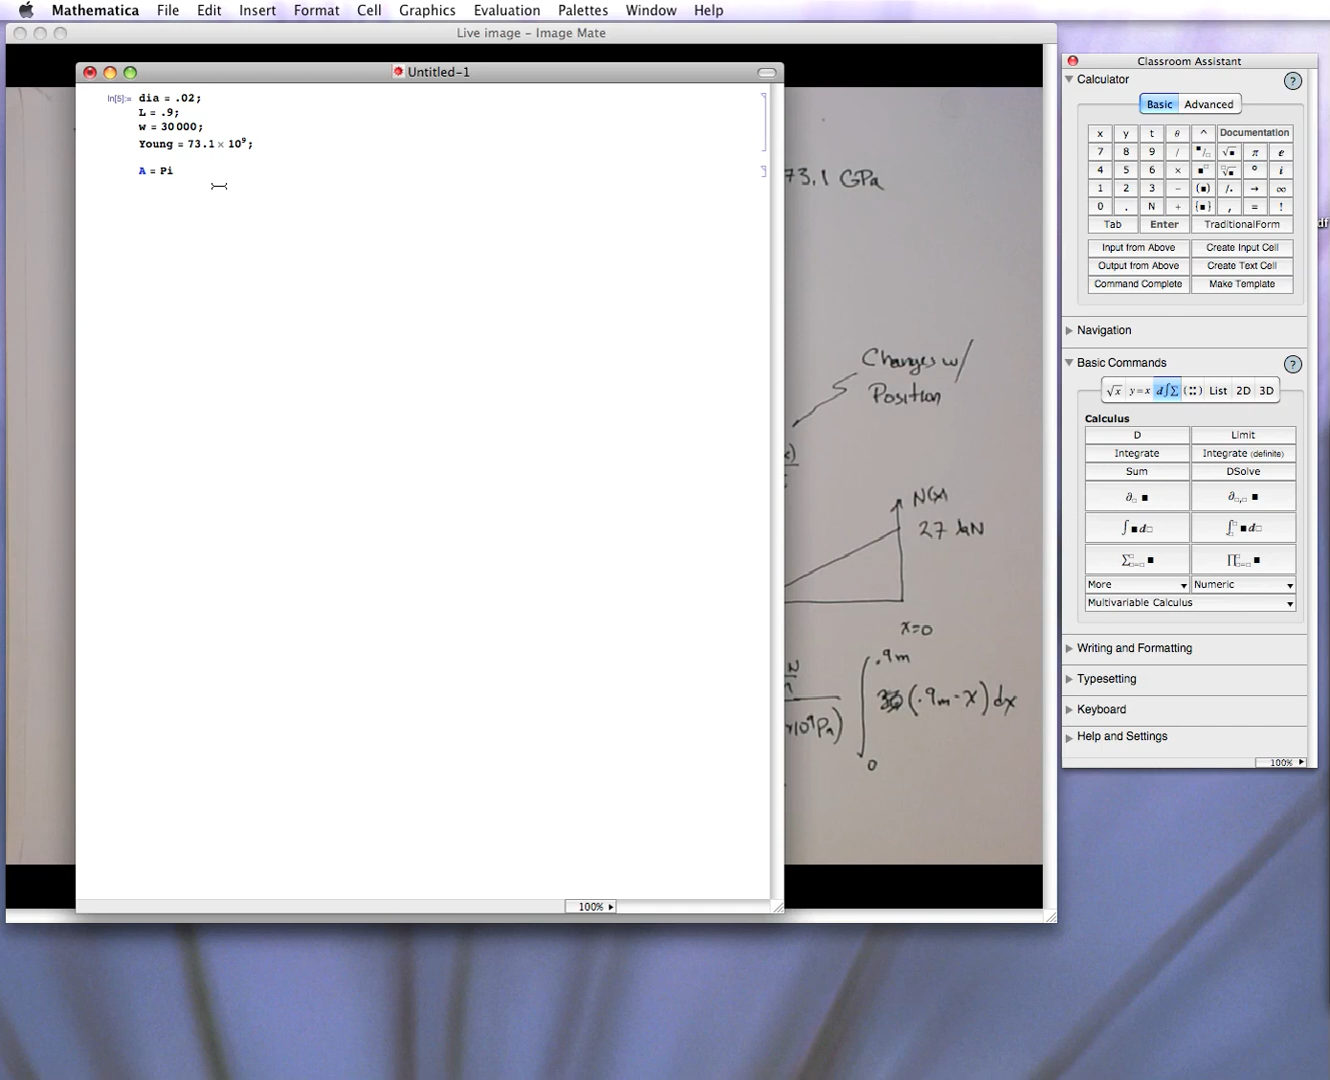 Mathematica File Edit Insert Format Cell Graphics Evaluation Palettes Window Help
Live image – Image Mate
Untitled-1
In[5]:= dia = .02;
L = .9;
w = 30 000;
Young = 73.1 × 10⁹;
A = Pi
100%
73.1 GPa
Changes w/
Position
N(x)
27 kN
x=0
.9m
(.9m-x)dx
x10⁹Pa)
0
Classroom Assistant
Calculator ?
Basic Advanced
x y t θ ^ Documentation
7 8 9 / ■/□ √■ π e
4 5 6 × ■□ □√■ ° i
1 2 3 − (■) /. → ∞
0 . N + {■} , = !
Tab Enter TraditionalForm
Input from Above Create Input Cell
Output from Above Create Text Cell
Command Complete Make Template
Navigation
Basic Commands ?
√x y=x d∫Σ (::) List 2D 3D
Calculus
D Limit
Integrate Integrate (definite)
Sum DSolve
∂□ ■ ∂□,□ ■
∫■d□ ∫□□■d□
Σ□□=□ ■ Π□□=□ ■
More Numeric
Multivariable Calculus
Writing and Formatting
Typesetting
Keyboard
Help and Settings
100%
df